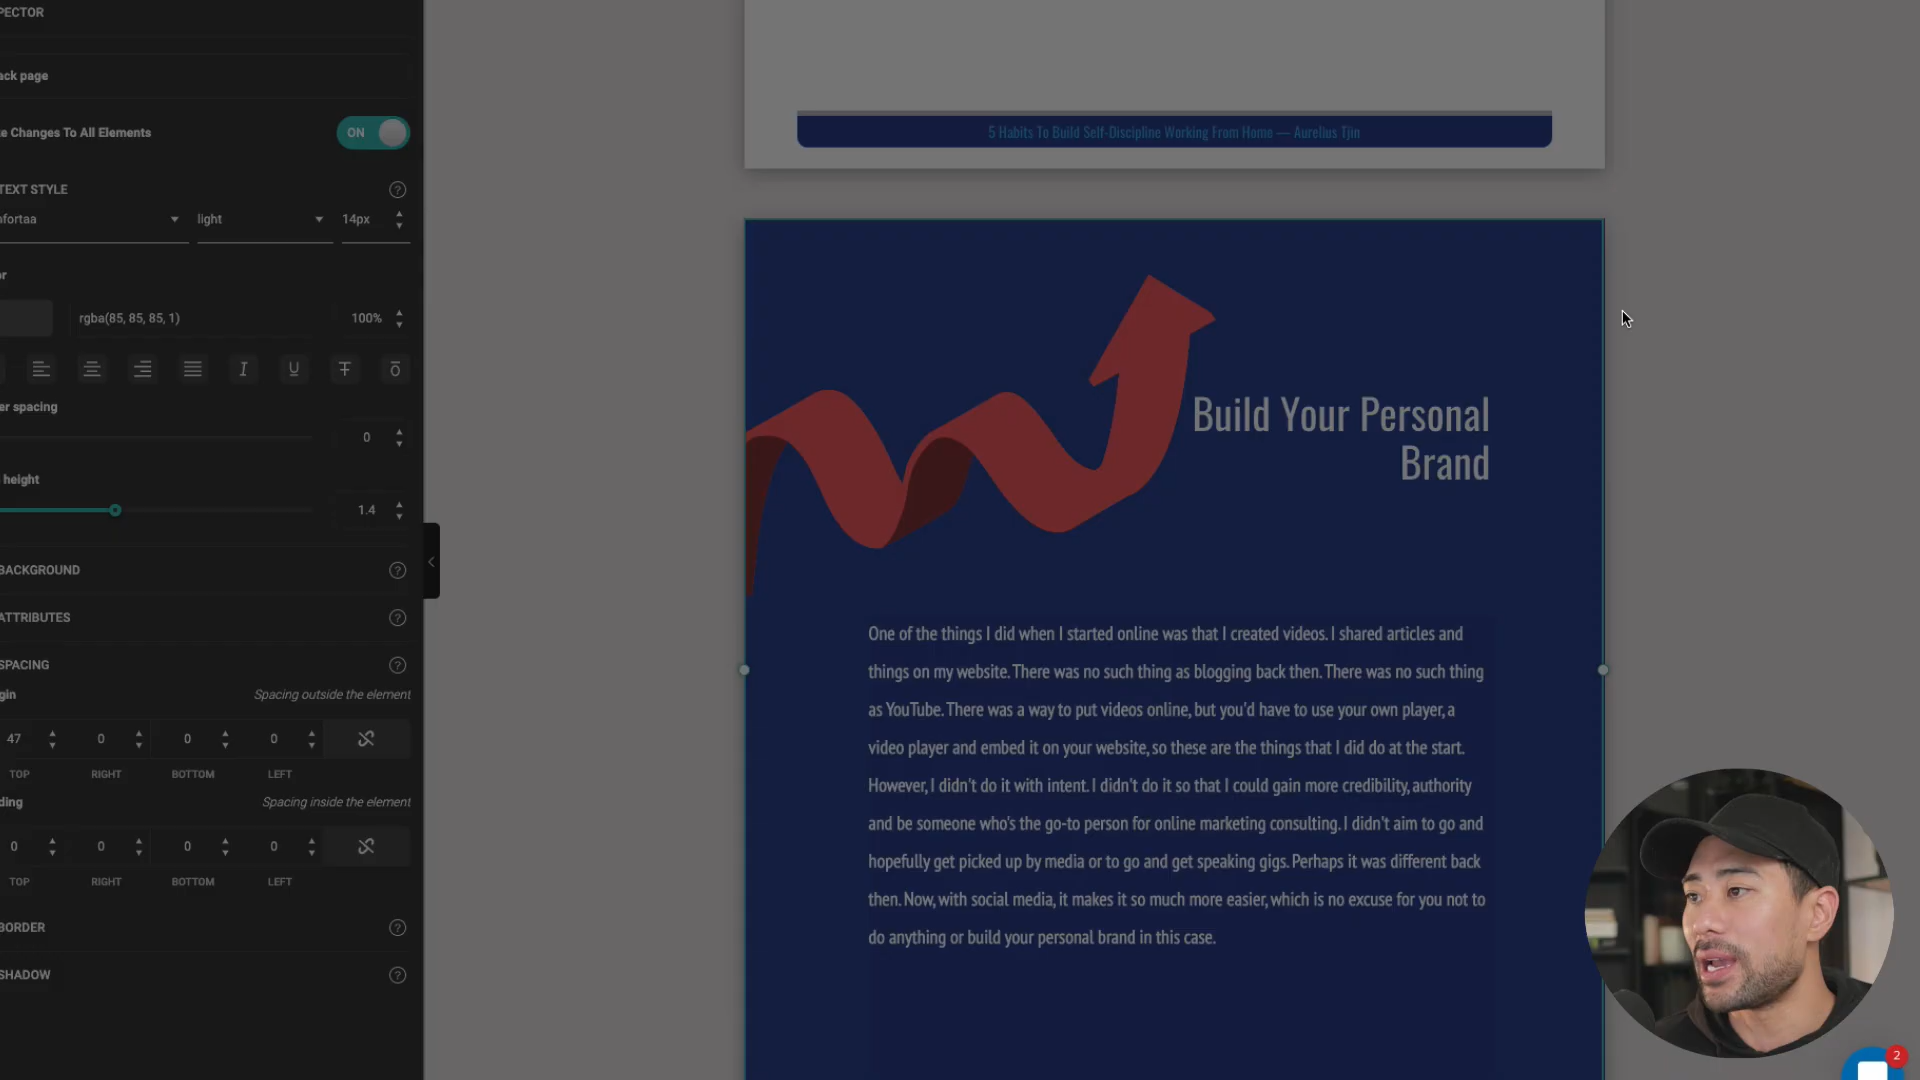 PECTOR
ack page
e Changes To All Elements
ON
TEXT STYLE
?
nfortaa
light
14px
or
rgba(85, 85, 85, 1)
100%
I
U
T
O
er spacing
0
height
1.4
BACKGROUND
?
ATTRIBUTES
?
SPACING
?
gin
Spacing outside the element
47
0
0
0
TOP
RIGHT
BOTTOM
LEFT
ding
Spacing inside the element
0
0
0
0
TOP
RIGHT
BOTTOM
LEFT
BORDER
?
SHADOW
?
5 Habits To Build Self-Discipline Working From Home — Aurelius Tjin
Build Your Personal
Brand
One of the things I did when I started online was that I created videos. I shared articles and
things on my website. There was no such thing as blogging back then. There was no such thing
as YouTube. There was a way to put videos online, but you'd have to use your own player, a
video player and embed it on your website, so these are the things that I did do at the start.
However, I didn't do it with intent. I didn't do it so that I could gain more credibility, authority
and be someone who's the go-to person for online marketing consulting. I didn't aim to go and
hopefully get picked up by media or to go and get speaking gigs. Perhaps it was different back
then. Now, with social media, it makes it so much more easier, which is no excuse for you not to
do anything or build your personal brand in this case.
2